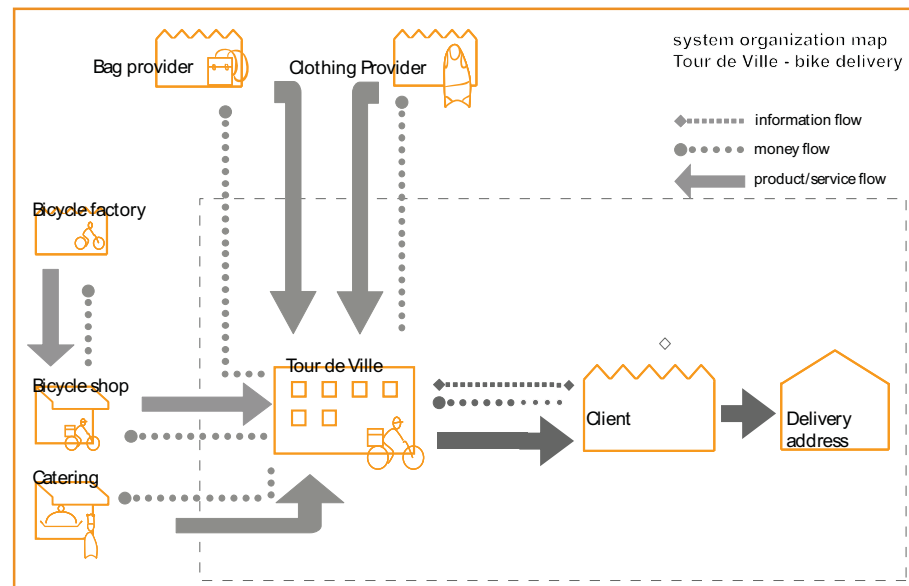 system organization map
Tour de Ville - bike delivery
Bag provider
Clothing Provider
information flow
money flow
product/service flow
Bicycle factory
Tour de Ville
Bicycle shop
Client
Delivery
address
Catering